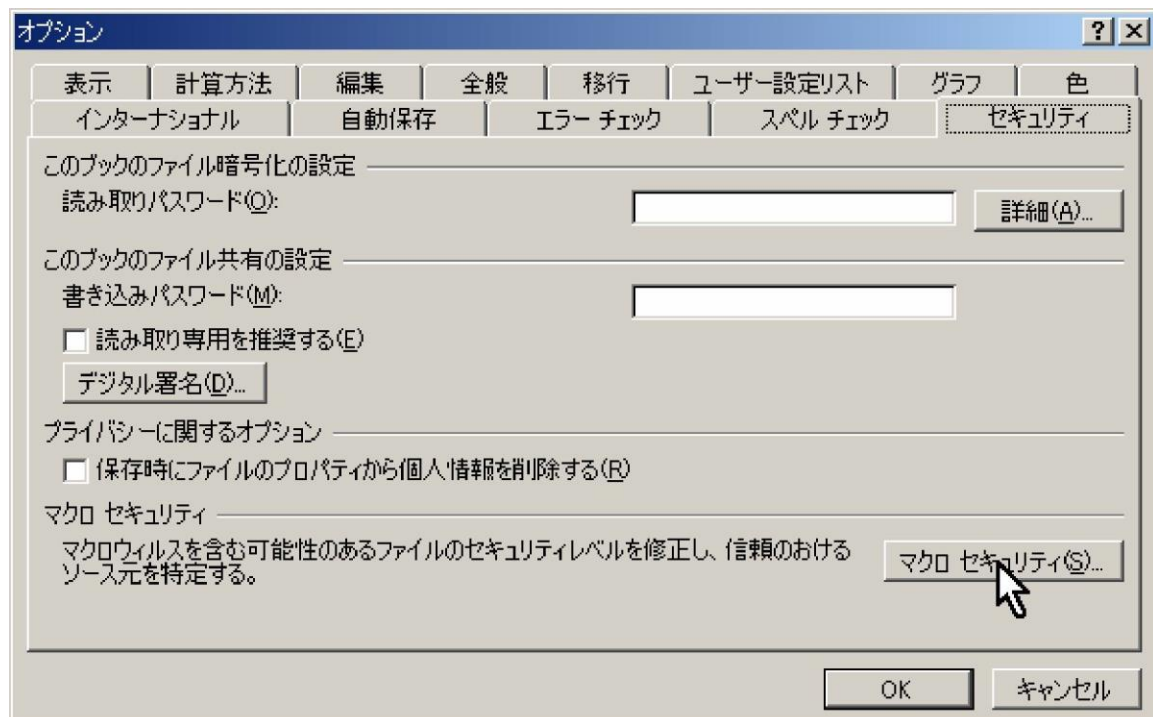 オプション
表示 計算方法 編集 全般 移行 ユーザー設定リスト グラフ 色
インターナショナル 自動保存 エラー チェック スペル チェック セキュリティ
このブックのファイル暗号化の設定
読み取りパスワード(O): 詳細(A)...
このブックのファイル共有の設定
書き込みパスワード(M):
読み取り専用を推奨する(E)
デジタル署名(D)...
プライバシーに関するオプション
保存時にファイルのプロパティから個人情報を削除する(R)
マクロ セキュリティ
マクロウィルスを含む可能性のあるファイルのセキュリティレベルを修正し、信頼のおける
ソース元を特定する。
マクロ セキュリティ(S)...
OK キャンセル